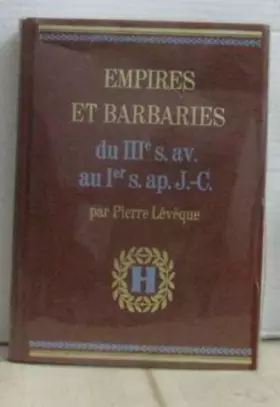 EMPIRES
ET BARBARIES
du IIIᵉ s. av.
au Iᵉʳ s. ap. J.-C.
par Pierre Lévêque
H